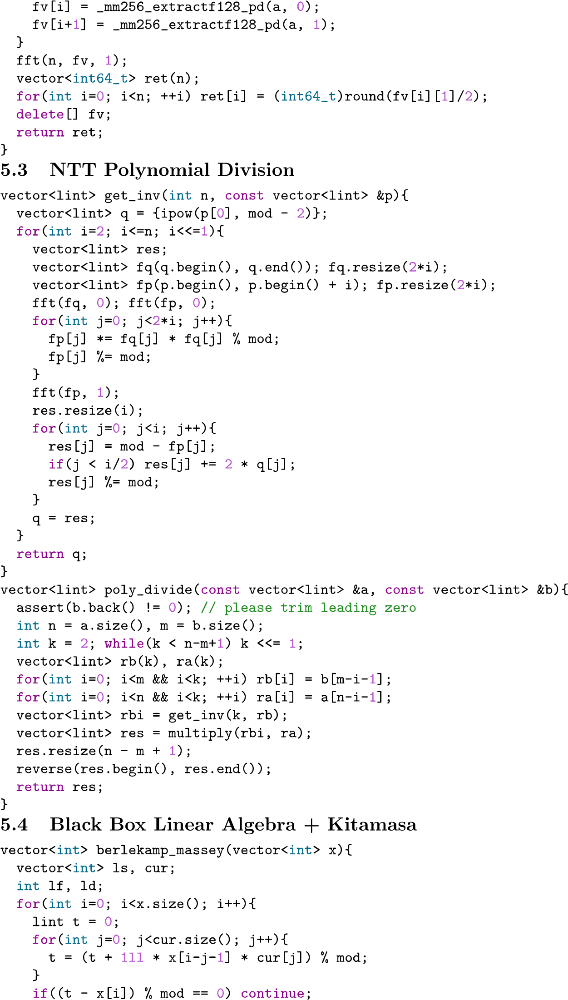 fv[i] = _mm256_extractf128_pd(a, 0);
    fv[i+1] = _mm256_extractf128_pd(a, 1);
  }
  fft(n, fv, 1);
  vector<int64_t> ret(n);
  for(int i=0; i<n; ++i) ret[i] = (int64_t)round(fv[i][1]/2);
  delete[] fv;
  return ret;
}
5.3 NTT Polynomial Division
vector<lint> get_inv(int n, const vector<lint> &p){
  vector<lint> q = {ipow(p[0], mod - 2)};
  for(int i=2; i<=n; i<<=1){
    vector<lint> res;
    vector<lint> fq(q.begin(), q.end()); fq.resize(2*i);
    vector<lint> fp(p.begin(), p.begin() + i); fp.resize(2*i);
    fft(fq, 0); fft(fp, 0);
    for(int j=0; j<2*i; j++){
      fp[j] *= fq[j] * fq[j] % mod;
      fp[j] %= mod;
    }
    fft(fp, 1);
    res.resize(i);
    for(int j=0; j<i; j++){
      res[j] = mod - fp[j];
      if(j < i/2) res[j] += 2 * q[j];
      res[j] %= mod;
    }
    q = res;
  }
  return q;
}
vector<lint> poly_divide(const vector<lint> &a, const vector<lint> &b){
  assert(b.back() != 0); // please trim leading zero
  int n = a.size(), m = b.size();
  int k = 2; while(k < n-m+1) k <<= 1;
  vector<lint> rb(k), ra(k);
  for(int i=0; i<m && i<k; ++i) rb[i] = b[m-i-1];
  for(int i=0; i<n && i<k; ++i) ra[i] = a[n-i-1];
  vector<lint> rbi = get_inv(k, rb);
  vector<lint> res = multiply(rbi, ra);
  res.resize(n - m + 1);
  reverse(res.begin(), res.end());
  return res;
}
5.4 Black Box Linear Algebra + Kitamasa
vector<int> berlekamp_massey(vector<int> x){
  vector<int> ls, cur;
  int lf, ld;
  for(int i=0; i<x.size(); i++){
    lint t = 0;
    for(int j=0; j<cur.size(); j++){
      t = (t + 1ll * x[i-j-1] * cur[j]) % mod;
    }
    if((t - x[i]) % mod == 0) continue;